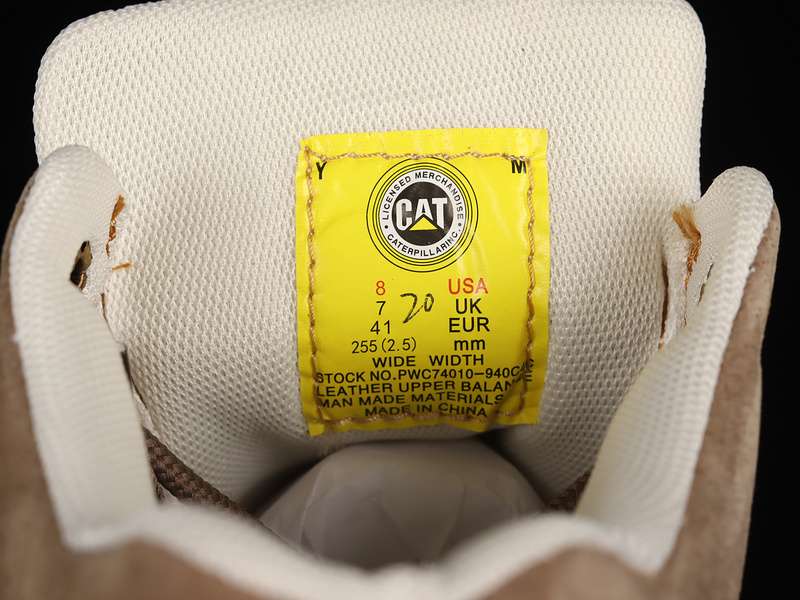 Y M
LICENSED MERCHANDISE
CAT
CATERPILLAR INC.
8 USA
7 20 UK
41 EUR
255 (2.5) mm
WIDE WIDTH
STOCK NO.PWC74010-940
LEATHER UPPER BALANE
MAN MADE MATERIALS
MADE IN CHINA